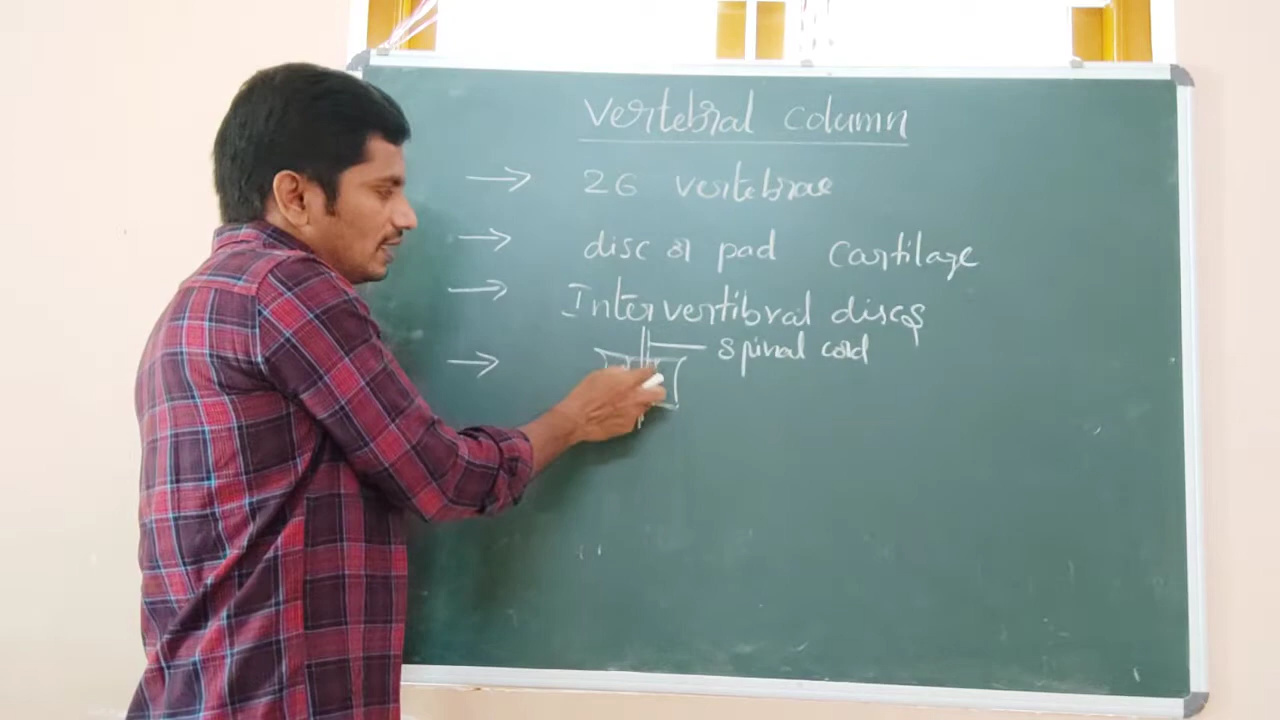 Vertebral column
→ 26 vertebrae
→ disc or pad cartilage
→ Intervertibral discs
→ spinal cord